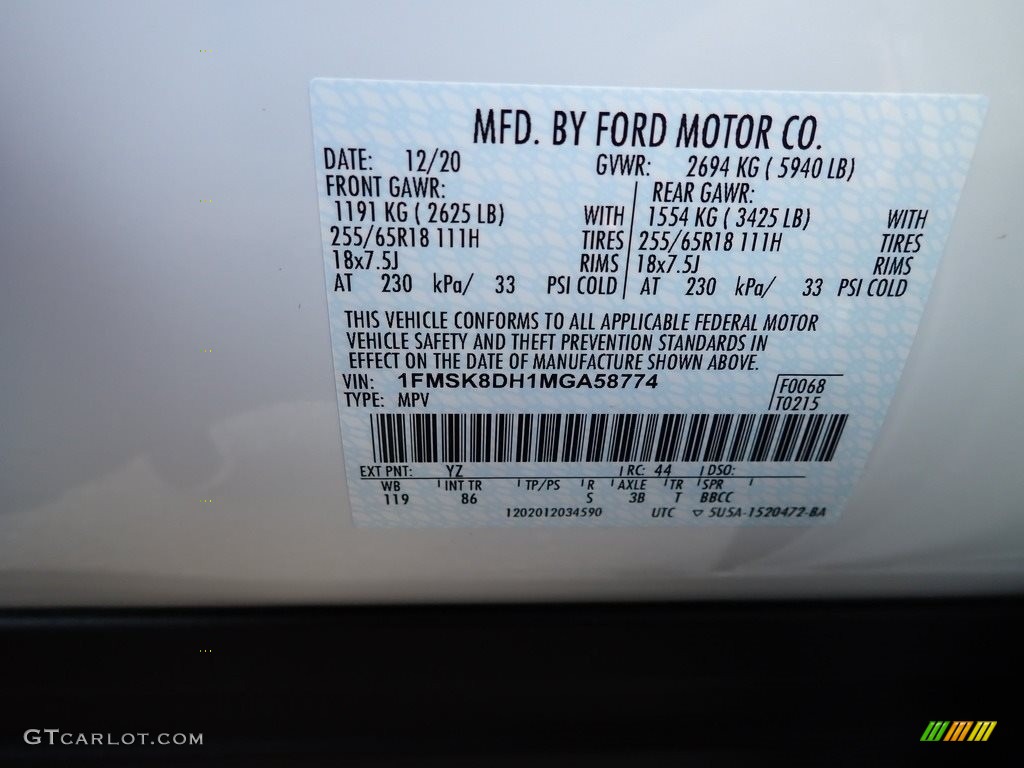 MFD. BY FORD MOTOR CO.
DATE: 12/20 GVWR: 2694 KG ( 5940 LB)
FRONT GAWR: REAR GAWR:
1191 KG ( 2625 LB) WITH 1554 KG ( 3425 LB) WITH
255/65R18 111H TIRES 255/65R18 111H TIRES
18x7.5J RIMS 18x7.5J RIMS
AT 230 kPa/ 33 PSI COLD AT 230 kPa/ 33 PSI COLD
THIS VEHICLE CONFORMS TO ALL APPLICABLE FEDERAL MOTOR
VEHICLE SAFETY AND THEFT PREVENTION STANDARDS IN
EFFECT ON THE DATE OF MANUFACTURE SHOWN ABOVE.
VIN: 1FMSK8DH1MGA58774 F0068
TYPE: MPV T0215
EXT PNT: YZ RC: 44 DSO:
WB INT TR TP/PS R AXLE TR SPR
119 86 S 3B T BBCC
1202012034590 UTC ▽ SU5A-1520472-BA
GTCARLOT.COM